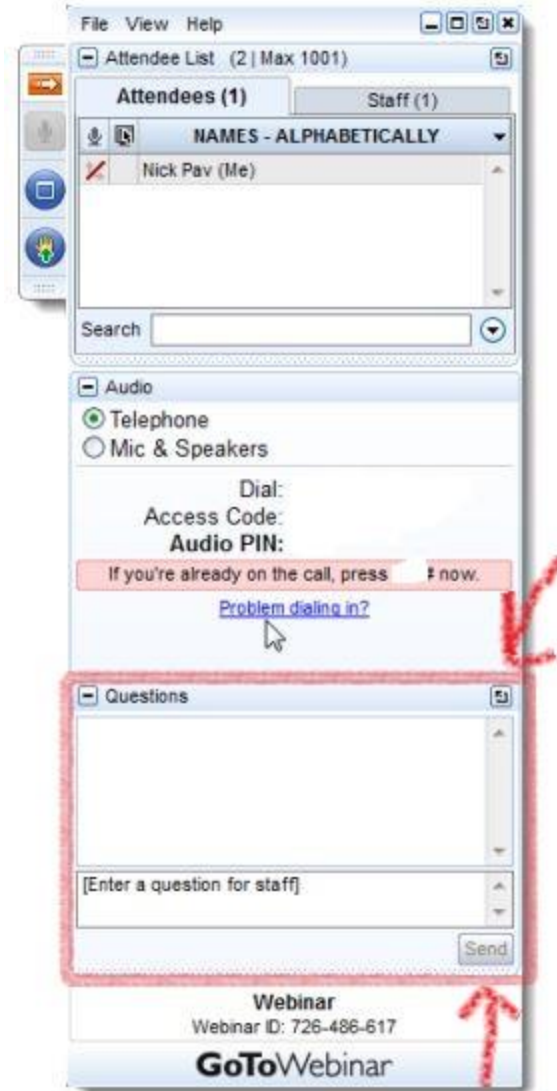 File View Help
Attendee List (2 | Max 1001)
Attendees (1) Staff (1)
NAMES - ALPHABETICALLY
Nick Pav (Me)
Search
Audio
Telephone
Mic & Speakers
Dial:
Access Code:
Audio PIN:
If you're already on the call, press # now.
Problem dialing in?
Questions
[Enter a question for staff]
Send
Webinar
Webinar ID: 726-486-617
GoToWebinar